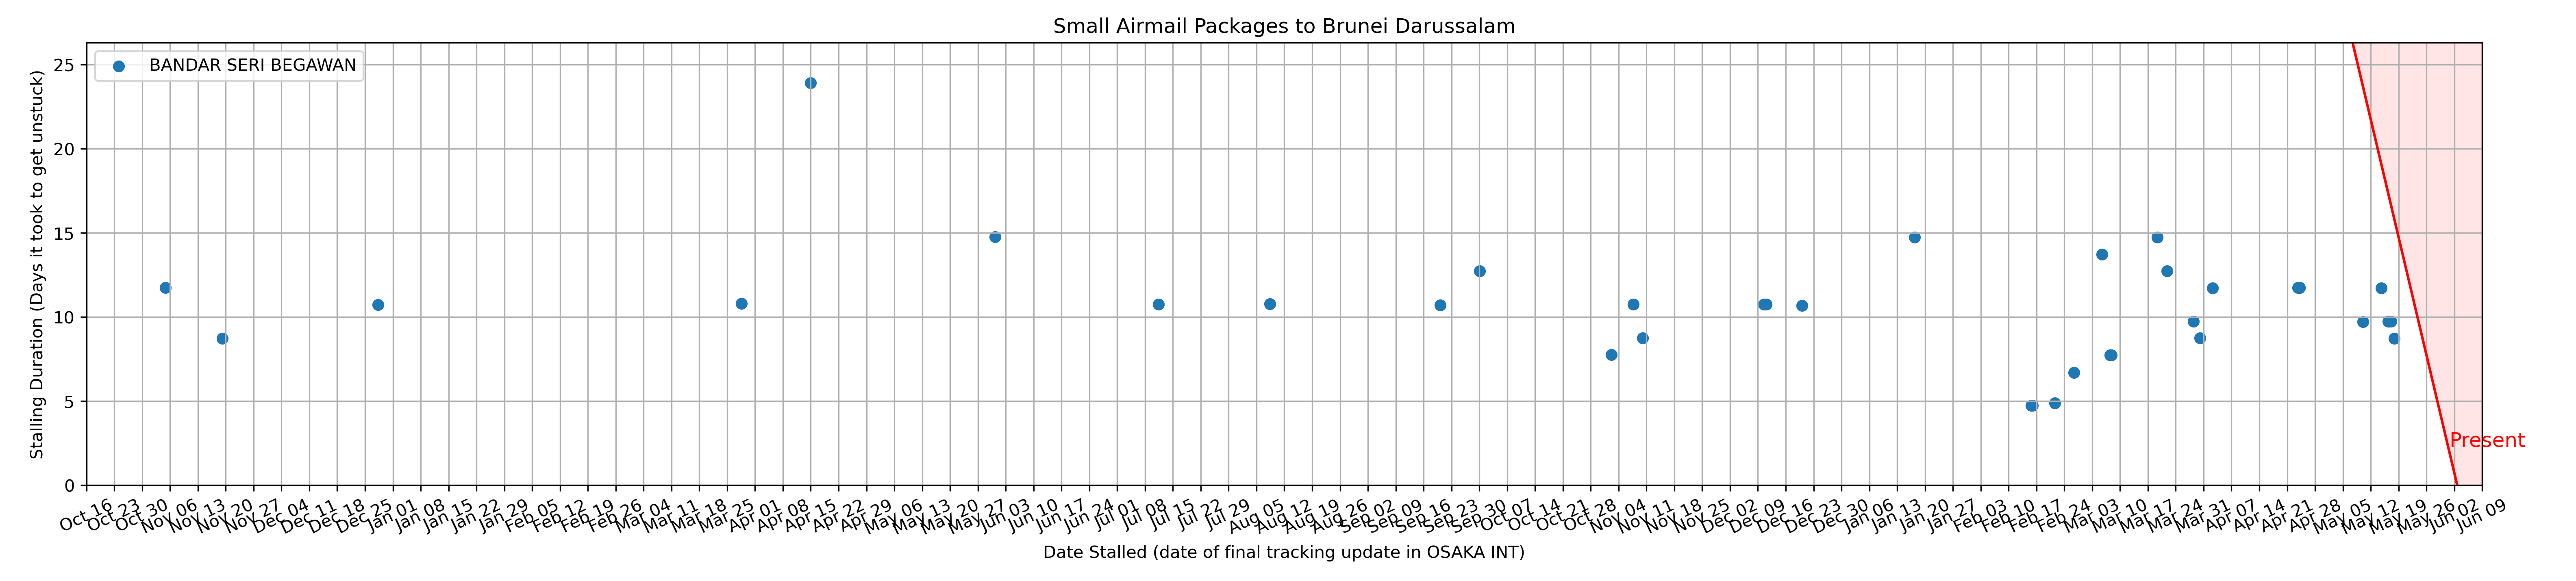 Small Airmail Packages to Brunei Darussalam
BANDAR SERI BEGAWAN
Stalling Duration (Days it took to get unstuck)
25
20
15
10
5
0
Present
Oct 16 Oct 23 Oct 30 Nov 06 Nov 13 Nov 20 Nov 27 Dec 04 Dec 11 Dec 18 Dec 25 Jan 01 Jan 08 Jan 15 Jan 22 Jan 29 Feb 05 Feb 12 Feb 19 Feb 26 Mar 04 Mar 11 Mar 18 Mar 25 Apr 01 Apr 08 Apr 15 Apr 22 Apr 29 May 06 May 13 May 20 May 27 Jun 03 Jun 10 Jun 17 Jun 24 Jul 01 Jul 08 Jul 15 Jul 22 Jul 29 Aug 05 Aug 12 Aug 19 Aug 26 Sep 02 Sep 09 Sep 16 Sep 23 Sep 30 Oct 07 Oct 14 Oct 21 Oct 28 Nov 04 Nov 11 Nov 18 Nov 25 Dec 02 Dec 09 Dec 16 Dec 23 Dec 30 Jan 06 Jan 13 Jan 20 Jan 27 Feb 03 Feb 10 Feb 17 Feb 24 Mar 03 Mar 10 Mar 17 Mar 24 Mar 31 Apr 07 Apr 14 Apr 21 Apr 28 May 05 May 12 May 19 May 26 Jun 02 Jun 09
Date Stalled (date of final tracking update in OSAKA INT)